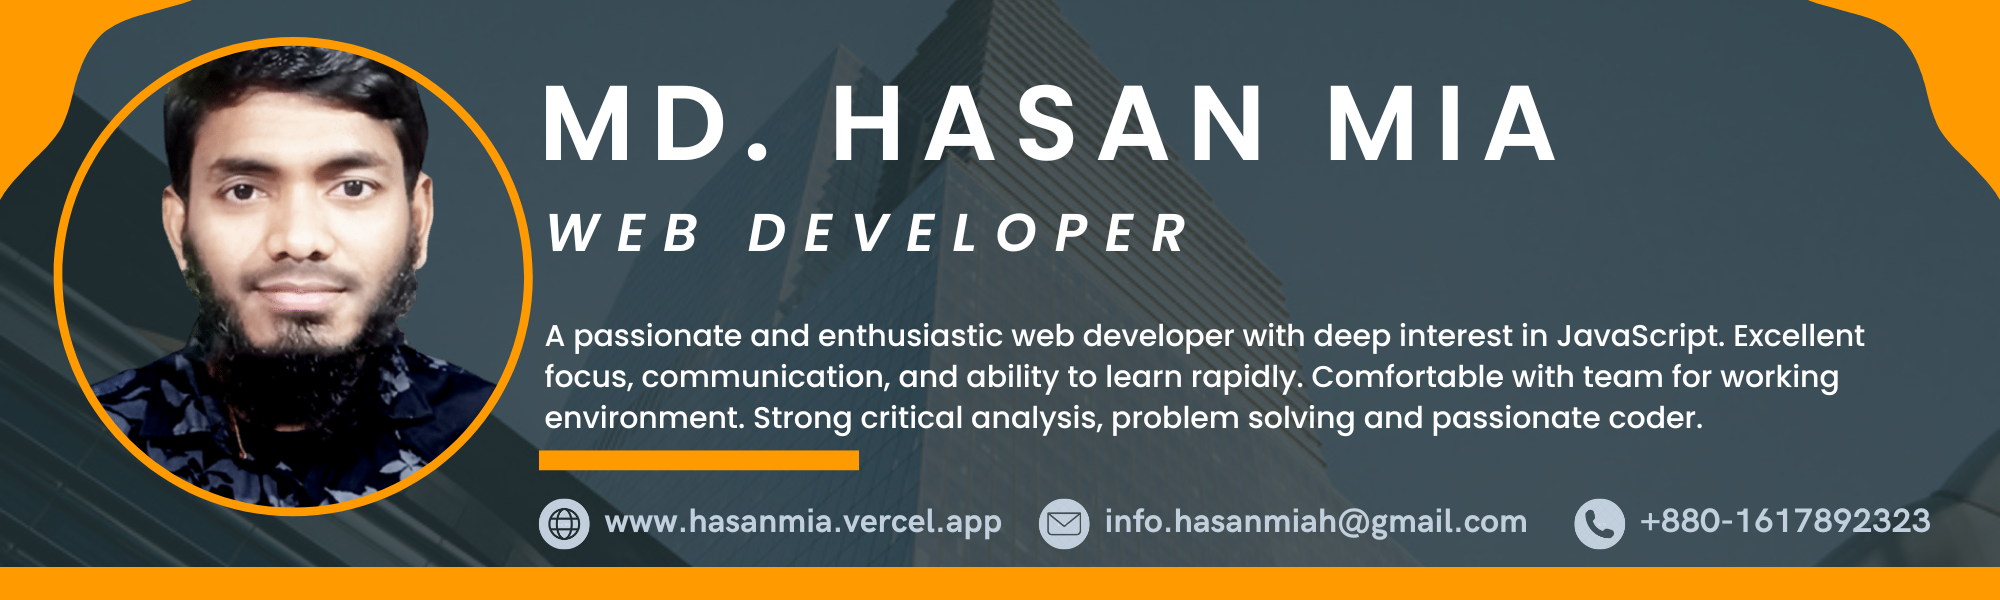 MD. HASAN MIA
WEB DEVELOPER
A passionate and enthusiastic web developer with deep interest in JavaScript. Excellent
focus, communication, and ability to learn rapidly. Comfortable with team for working
environment. Strong critical analysis, problem solving and passionate coder.
www.hasanmia.vercel.app info.hasanmiah@gmail.com +880-1617892323